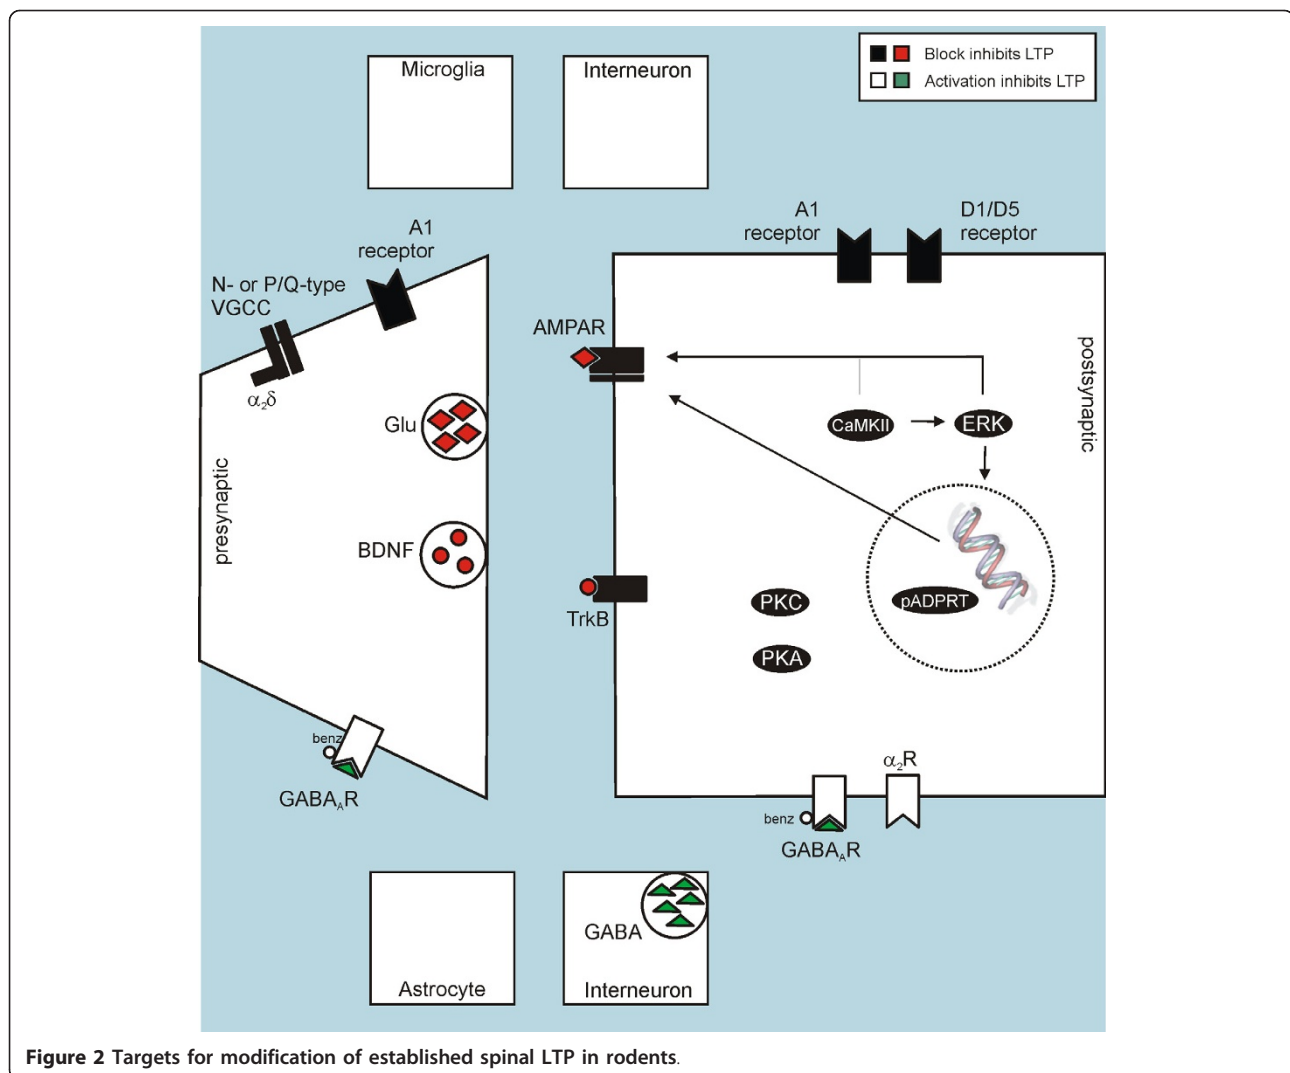 Microglia
Interneuron
Block inhibits LTP
Activation inhibits LTP
A1
receptor
D1/D5
receptor
A1
receptor
N- or P/Q-type
VGCC
α₂δ
AMPAR
Glu
CaMKII
ERK
postsynaptic
presynaptic
BDNF
TrkB
PKC
pADPRT
PKA
benz
GABA_AR
α₂R
benz
GABA_AR
GABA
Astrocyte
Interneuron
Figure 2 Targets for modification of established spinal LTP in rodents.